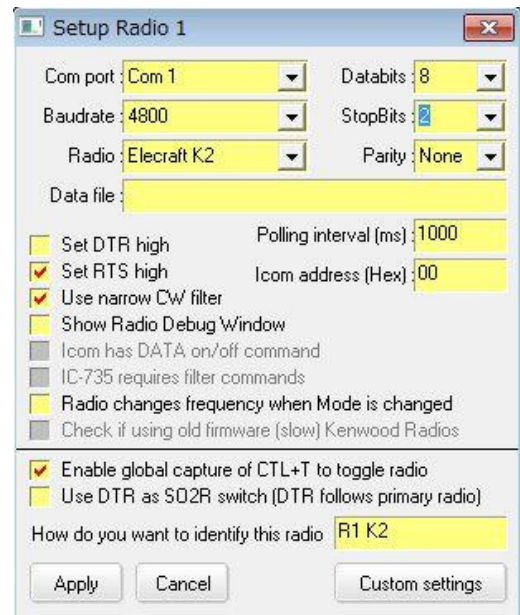 Setup Radio 1
Com port : Com 1 Databits : 8
Baudrate : 4800 StopBits : 2
Radio : Elecraft K2 Parity : None
Data file :
Set DTR high Polling interval (ms) : 1000
Set RTS high Icom address (Hex) : 00
Use narrow CW filter
Show Radio Debug Window
Icom has DATA on/off command
IC-735 requires filter commands
Radio changes frequency when Mode is changed
Check if using old firmware (slow) Kenwood Radios
Enable global capture of CTL+T to toggle radio
Use DTR as SO2R switch (DTR follows primary radio)
How do you want to identify this radio R1 K2
Apply Cancel Custom settings